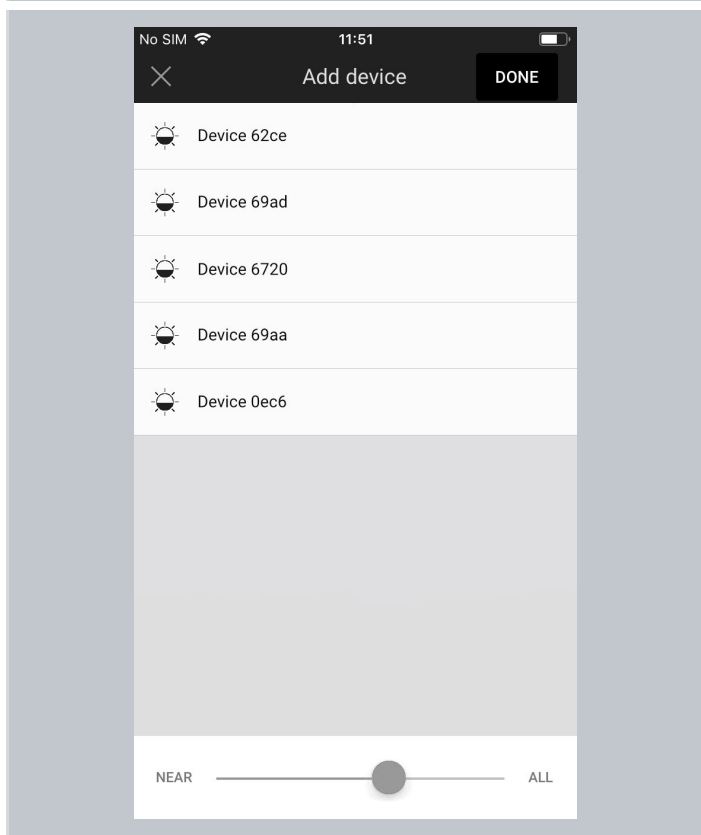 No SIM 11:51
Add device DONE
Device 62ce
Device 69ad
Device 6720
Device 69aa
Device 0ec6
NEAR ALL